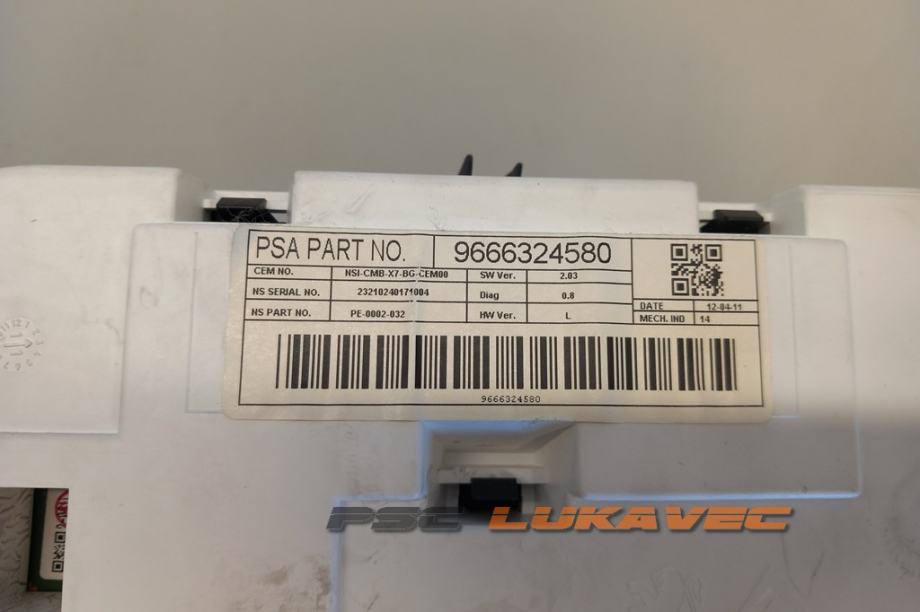 PSA PART NO. 9666324580
CEM NO. NSI-CMB-X7-BG-CEM00 SW Ver. 2.03
NS SERIAL NO. 23210240171004 Diag 0.8
NS PART NO. PE-0002-032 HW Ver. L
DATE 12-04-11
MECH. IND 14
9666324580
PSC LUKAVEC